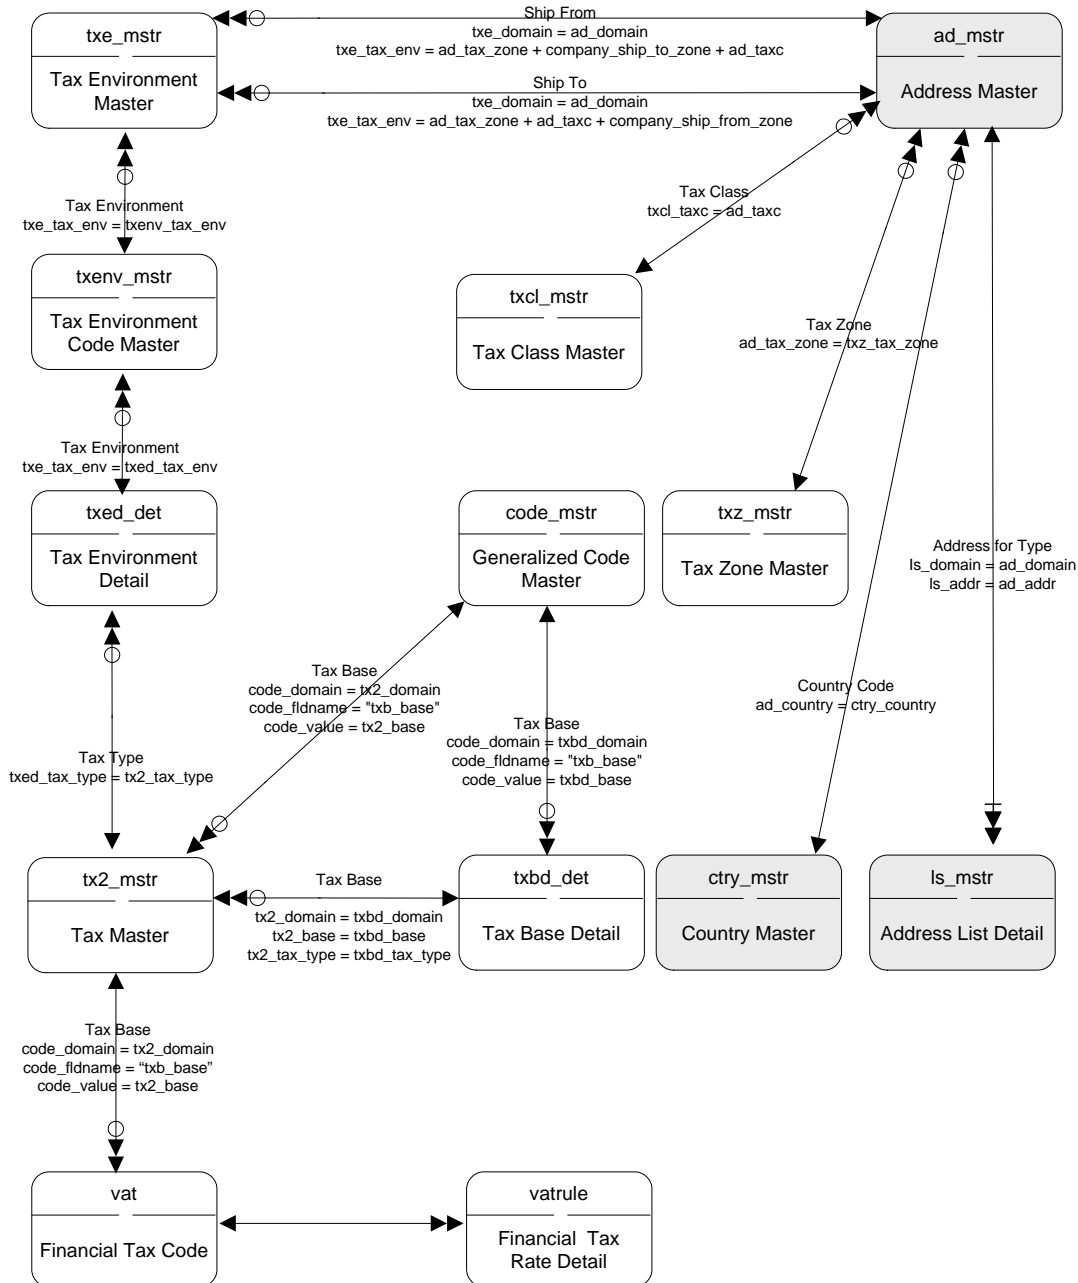 Ship From
txe_domain = ad_domain
txe_tax_env = ad_tax_zone + company_ship_to_zone + ad_taxc
txe_mstr
Tax Environment
Master
ad_mstr
Address Master
Ship To
txe_domain = ad_domain
txe_tax_env = ad_tax_zone + ad_taxc + company_ship_from_zone
Tax Class
txcl_taxc = ad_taxc
Tax Environment
txe_tax_env = txenv_tax_env
txenv_mstr
Tax Environment
Code Master
txcl_mstr
Tax Class Master
Tax Zone
ad_tax_zone = txz_tax_zone
Tax Environment
txe_tax_env = txed_tax_env
txed_det
Tax Environment
Detail
code_mstr
Generalized Code
Master
txz_mstr
Tax Zone Master
Address for Type
ls_domain = ad_domain
ls_addr = ad_addr
Tax Base
code_domain = tx2_domain
code_fldname = "txb_base"
code_value = tx2_base
Country Code
ad_country = ctry_country
Tax Base
code_domain = txbd_domain
code_fldname = "txb_base"
code_value = txbd_base
Tax Type
txed_tax_type = tx2_tax_type
tx2_mstr
Tax Master
Tax Base
tx2_domain = txbd_domain
tx2_base = txbd_base
tx2_tax_type = txbd_tax_type
txbd_det
Tax Base Detail
ctry_mstr
Country Master
ls_mstr
Address List Detail
Tax Base
code_domain = tx2_domain
code_fldname = “txb_base”
code_value = tx2_base
vat
Financial Tax Code
vatrule
Financial Tax
Rate Detail